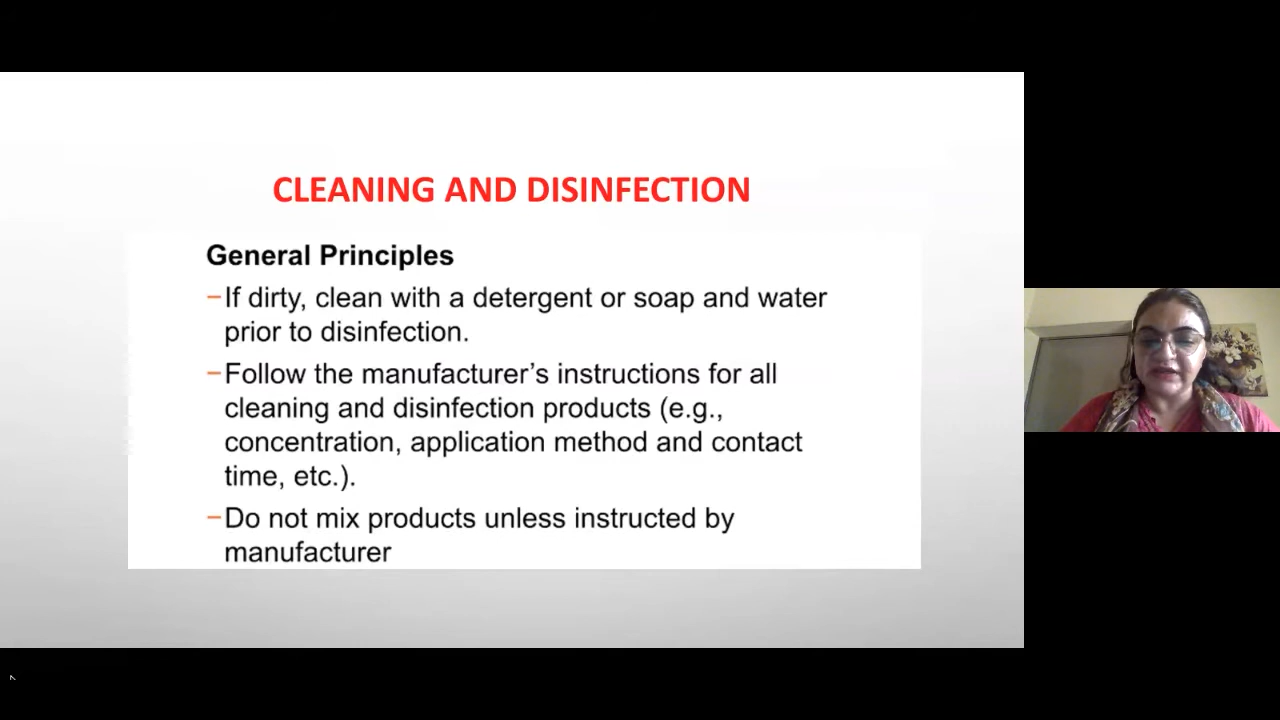 CLEANING AND DISINFECTION
General Principles
–If dirty, clean with a detergent or soap and water
prior to disinfection.
–Follow the manufacturer’s instructions for all
cleaning and disinfection products (e.g.,
concentration, application method and contact
time, etc.).
–Do not mix products unless instructed by
manufacturer